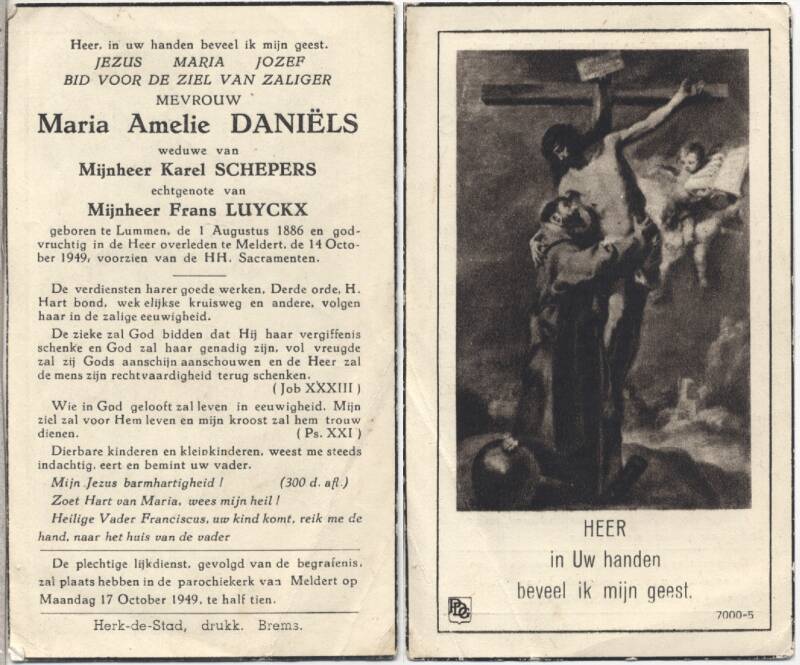 Heer, in uw handen beveel ik mijn geest.
JEZUS MARIA JOZEF
BID VOOR DE ZIEL VAN ZALIGER
MEVROUW
Maria Amelie DANIËLS
weduwe van
Mijnheer Karel SCHEPERS
echtgenote van
Mijnheer Frans LUYCKX
geboren te Lummen, de 1 Augustus 1886 en god-
vruchtig in de Heer overleden te Meldert, de 14 Octo-
ber 1949, voorzien van de HH. Sacramenten.
De verdiensten harer goede werken, Derde orde, H.
Hart bond, wekelijkse kruisweg en andere, volgen
haar in de zalige eeuwigheid.
De zieke zal God bidden dat Hij haar vergiffenis
schenke en God zal haar genadig zijn, vol vreugde
zal zij Gods aanschijn aanschouwen en de Heer zal
de mens zijn rechtvaardigheid terug schenken.
(Job XXXIII)
Wie in God gelooft zal leven in eeuwigheid. Mijn
ziel zal voor Hem leven en mijn kroost zal hem trouw
dienen. (Ps. XXI)
Dierbare kinderen en kleinkinderen, weest me steeds
indachtig, eert en bemint uw vader.
Mijn Jezus barmhartigheid ! (300 d. afl.)
Zoet Hart van Maria, wees mijn heil !
Heilige Vader Franciscus, uw kind komt, reik me de
hand, naar het huis van de vader
De plechtige lijkdienst, gevolgd van de begrafenis,
zal plaats hebben in de parochiekerk van Meldert op
Maandag 17 October 1949, te half tien.
Herk-de-Stad, drukk. Brems.
HEER
in Uw handen
beveel ik mijn geest.
PDG
7000-5